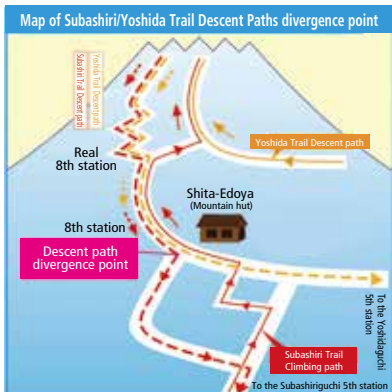 Map of Subashiri/Yoshida Trail Descent Paths divergence point
Yoshida Trail Descent path
Subashiri Trail Descent path
Yoshida Trail Descent path
Real
8th station
Shita-Edoya
(Mountain hut)
8th station
Descent path
divergence point
To the Yoshidaguchi
5th station
Subashiri Trail
Climbing path
To the Subashiriguchi 5th station